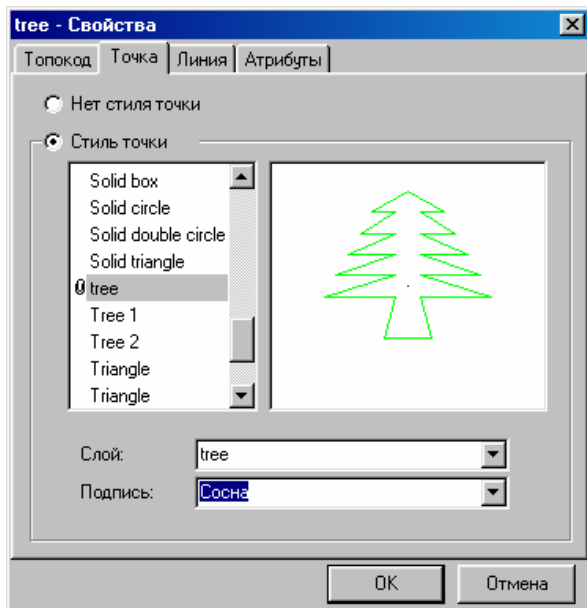 tree - Свойства
Топокод Точка Линия Атрибуты
Нет стиля точки
Стиль точки
Solid box
Solid circle
Solid double circle
Solid triangle
tree
Tree 1
Tree 2
Triangle
Triangle
Слой: tree
Подпись: Сосна
OK Отмена